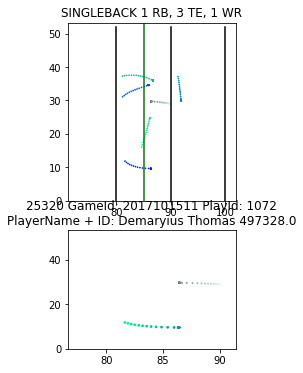 SINGLEBACK 1 RB, 3 TE, 1 WR
50
40
30
20
10
0
80 90 100
25320 GameId: 2017101511 PlayId: 1072
PlayerName + ID: Demaryius Thomas 497328.0
40
20
0
80 85 90